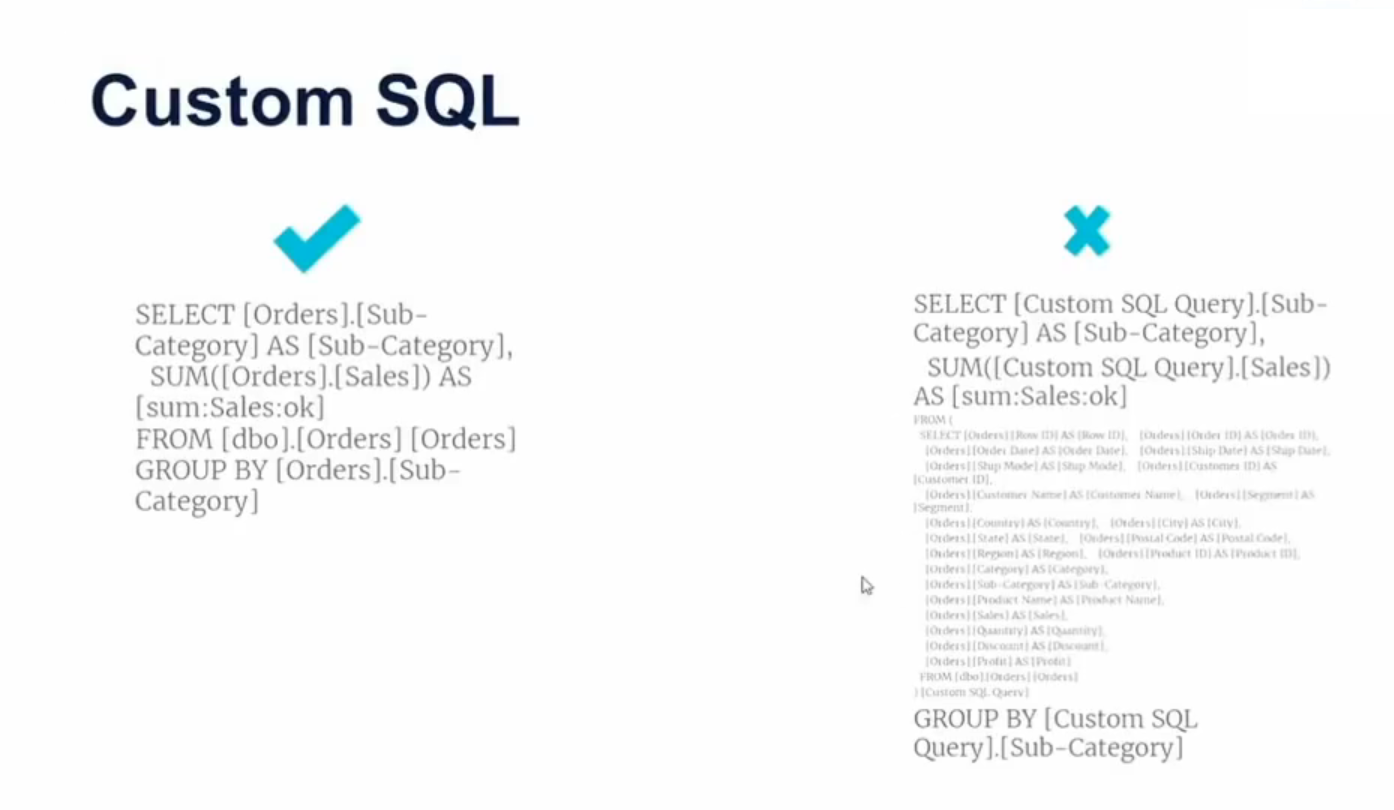 Custom SQL
SELECT [Orders].[Sub-
Category] AS [Sub-Category],
SUM([Orders].[Sales]) AS
[sum:Sales:ok]
FROM [dbo].[Orders] [Orders]
GROUP BY [Orders].[Sub-
Category]
SELECT [Custom SQL Query].[Sub-
Category] AS [Sub-Category],
SUM([Custom SQL Query].[Sales])
AS [sum:Sales:ok]
FROM (
SELECT [Orders].[Row ID] AS [Row ID], [Orders].[Order ID] AS [Order ID],
[Orders].[Order Date] AS [Order Date], [Orders].[Ship Date] AS [Ship Date],
[Orders].[Ship Mode] AS [Ship Mode], [Orders].[Customer ID] AS
[Customer ID],
[Orders].[Customer Name] AS [Customer Name], [Orders].[Segment] AS
[Segment],
[Orders].[Country] AS [Country], [Orders].[City] AS [City],
[Orders].[State] AS [State], [Orders].[Postal Code] AS [Postal Code],
[Orders].[Region] AS [Region], [Orders].[Product ID] AS [Product ID],
[Orders].[Category] AS [Category],
[Orders].[Sub-Category] AS [Sub-Category],
[Orders].[Product Name] AS [Product Name],
[Orders].[Sales] AS [Sales],
[Orders].[Quantity] AS [Quantity],
[Orders].[Discount] AS [Discount],
[Orders].[Profit] AS [Profit]
FROM [dbo].[Orders] [Orders]
) [Custom SQL Query]
GROUP BY [Custom SQL
Query].[Sub-Category]